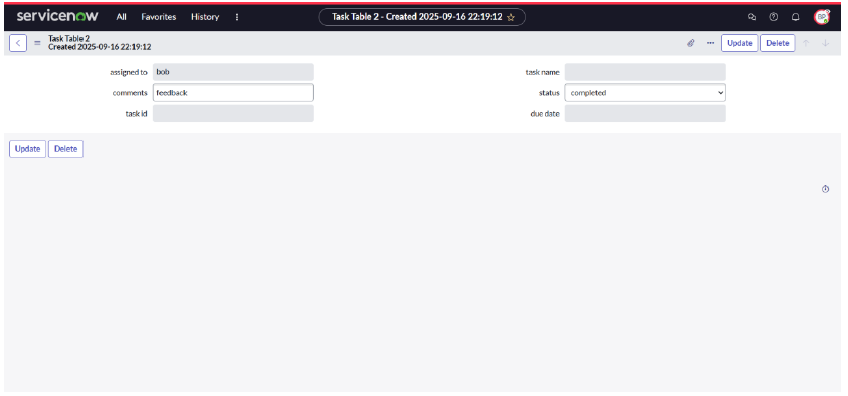 servicenow All Favorites History Task Table 2 - Created 2025-09-16 22:19:12 BP
Task Table 2
Created 2025-09-16 22:19:12
Update Delete
assigned to bob task name
comments feedback status completed
task id due date
Update Delete